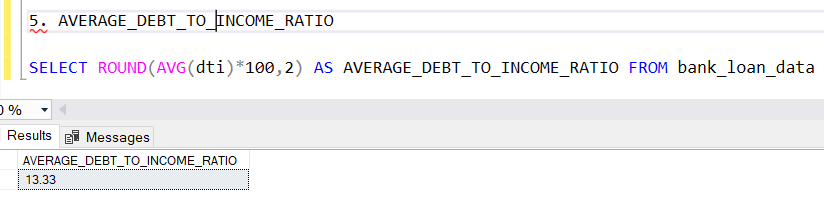 5. AVERAGE_DEBT_TO_INCOME_RATIO
SELECT ROUND(AVG(dti)*100,2) AS AVERAGE_DEBT_TO_INCOME_RATIO FROM bank_loan_data
0 %
Results Messages
AVERAGE_DEBT_TO_INCOME_RATIO
13.33